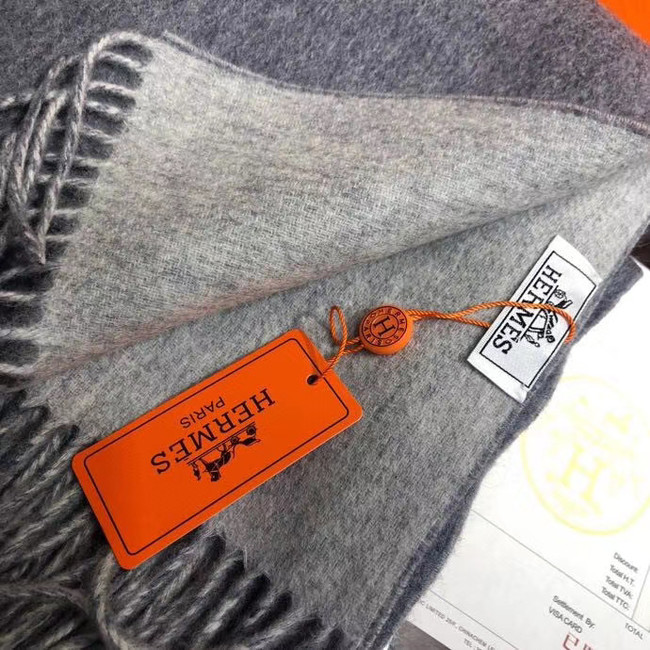 HERMES
PARIS
H
HERMES
H
Discount:
Total H.T.
Total TVA:
Total TTC:
Settlement By:
VISA CARD
TOTAL